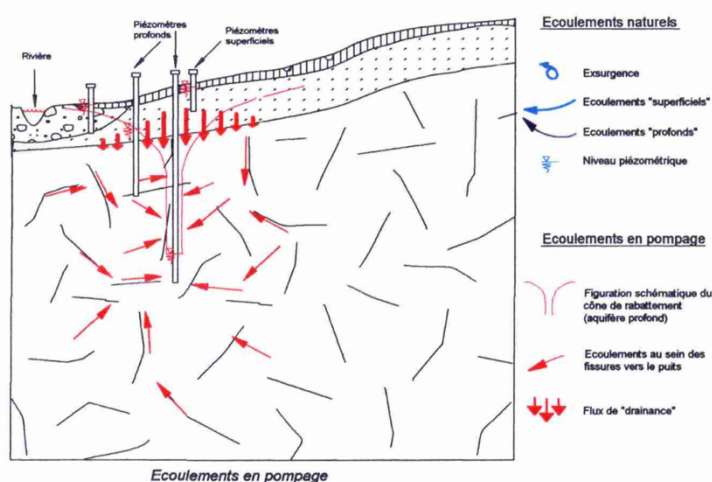 Piézomètres
profonds
Piézomètres
superficiels
Rivière
Ecoulements naturels
Exsurgence
Ecoulements "superficiels"
Ecoulements "profonds"
Niveau piézométrique
Ecoulements en pompage
Figuration schématique du
cône de rabattement
(aquifère profond)
Ecoulements au sein des
fissures vers le puits
Flux de "drainance"
Ecoulements en pompage